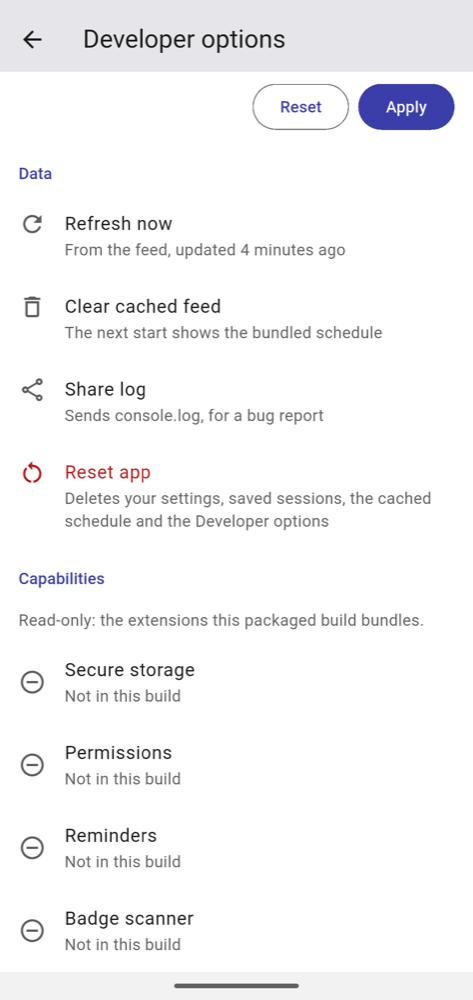 Developer options
Reset
Apply
Data
Refresh now
From the feed, updated 4 minutes ago
Clear cached feed
The next start shows the bundled schedule
Share log
Sends console.log, for a bug report
Reset app
Deletes your settings, saved sessions, the cached
schedule and the Developer options
Capabilities
Read-only: the extensions this packaged build bundles.
Secure storage
Not in this build
Permissions
Not in this build
Reminders
Not in this build
Badge scanner
Not in this build